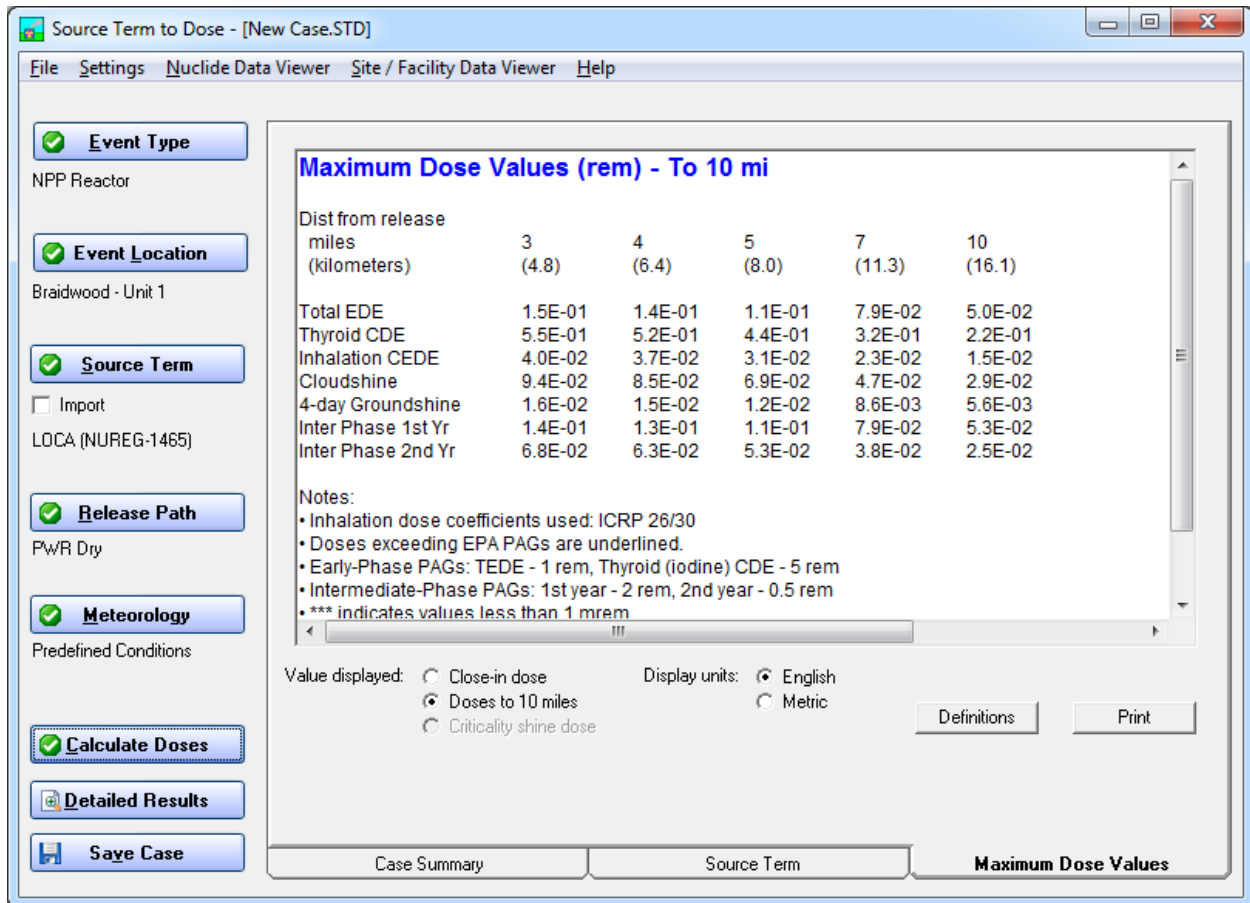 Source Term to Dose - [New Case.STD]
File Settings Nuclide Data Viewer Site / Facility Data Viewer Help
Event Type
NPP Reactor
Event Location
Braidwood - Unit 1
Source Term
Import
LOCA (NUREG-1465)
Release Path
PWR Dry
Meteorology
Predefined Conditions
Calculate Doses
Detailed Results
Save Case
Maximum Dose Values (rem) - To 10 mi
Dist from release
miles 3 4 5 7 10
(kilometers) (4.8) (6.4) (8.0) (11.3) (16.1)
Total EDE 1.5E-01 1.4E-01 1.1E-01 7.9E-02 5.0E-02
Thyroid CDE 5.5E-01 5.2E-01 4.4E-01 3.2E-01 2.2E-01
Inhalation CEDE 4.0E-02 3.7E-02 3.1E-02 2.3E-02 1.5E-02
Cloudshine 9.4E-02 8.5E-02 6.9E-02 4.7E-02 2.9E-02
4-day Groundshine 1.6E-02 1.5E-02 1.2E-02 8.6E-03 5.6E-03
Inter Phase 1st Yr 1.4E-01 1.3E-01 1.1E-01 7.9E-02 5.3E-02
Inter Phase 2nd Yr 6.8E-02 6.3E-02 5.3E-02 3.8E-02 2.5E-02
Notes:
• Inhalation dose coefficients used: ICRP 26/30
• Doses exceeding EPA PAGs are underlined.
• Early-Phase PAGs: TEDE - 1 rem, Thyroid (iodine) CDE - 5 rem
• Intermediate-Phase PAGs: 1st year - 2 rem, 2nd year - 0.5 rem
• *** indicates values less than 1 mrem
Value displayed: Close-in dose
Doses to 10 miles
Criticality shine dose
Display units: English
Metric
Definitions
Print
Case Summary
Source Term
Maximum Dose Values